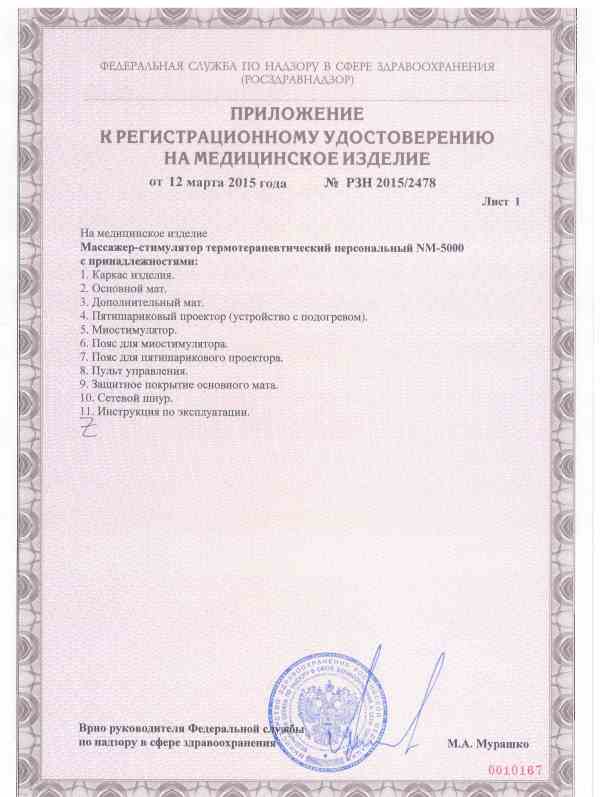 ФЕДЕРАЛЬНАЯ СЛУЖБА ПО НАДЗОРУ В СФЕРЕ ЗДРАВООХРАНЕНИЯ
(РОСЗДРАВНАДЗОР)
ПРИЛОЖЕНИЕ
К РЕГИСТРАЦИОННОМУ УДОСТОВЕРЕНИЮ
НА МЕДИЦИНСКОЕ ИЗДЕЛИЕ
от 12 марта 2015 года № РЗН 2015/2478
Лист 1
На медицинское изделие
Массажер-стимулятор термотерапевтический персональный NM-5000
с принадлежностями:
1. Каркас изделия.
2. Основной мат.
3. Дополнительный мат.
4. Пятишариковый проектор (устройство с подогревом).
5. Миостимулятор.
6. Пояс для миостимулятора.
7. Пояс для пятишарикового проектора.
8. Пульт управления.
9. Защитное покрытие основного мата.
10. Сетевой шнур.
11. Инструкция по эксплуатации.
Врио руководителя Федеральной службы
по надзору в сфере здравоохранения
М.А. Мурашко
0010167